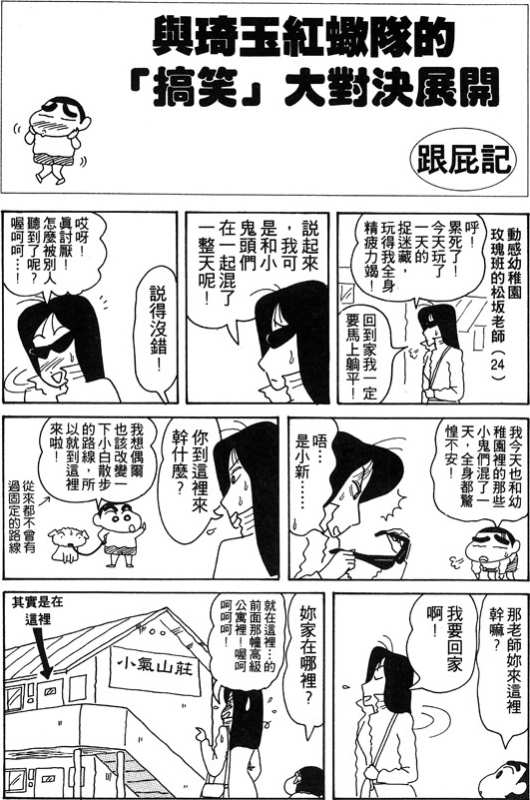 與琦玉紅蠍隊的
「搞笑」大對決展開
跟屁記
動感幼稚園
玫瑰班的松坂老師（24）
呼！
累死了！
今天玩了
一天的
捉迷藏，
玩得我全身
精疲力竭！
回到家我一定
要馬上躺平！
說起來
，我可
是和小
鬼頭們
在一起混了
一整天呢！
說得沒錯！
哎呀！
真討厭！
怎麼被別人
聽到了呢？
喔呵呵…！
我今天也和幼
稚園裡的那些
小鬼們混了一
天，全身都驚
惶不安！
唔…
是小新……
你到這裡來
幹什麼？
我想偶爾
也該改變一
下小白散步
的路線，所
以就到這裡
來啦！
從來都不會有
過固定的路線
那老師妳來這裡
幹嘛？
我要回家
啊！
妳家在哪裡？
就在這裡…的
前面那幢高級
公寓裡！喔呵
呵呵呵！
其實是在
這裡
小氣山莊